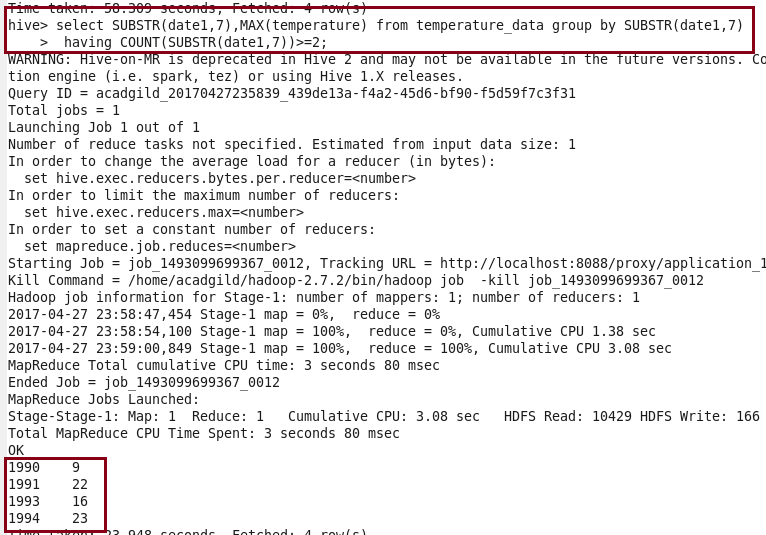 Time taken: 58.309 seconds, Fetched: 4 row(s)
hive> select SUBSTR(date1,7),MAX(temperature) from temperature_data group by SUBSTR(date1,7)
    >  having COUNT(SUBSTR(date1,7))>=2;
WARNING: Hive-on-MR is deprecated in Hive 2 and may not be available in the future versions. Co
tion engine (i.e. spark, tez) or using Hive 1.X releases.
Query ID = acadgild_20170427235839_439de13a-f4a2-45d6-bf90-f5d59f7c3f31
Total jobs = 1
Launching Job 1 out of 1
Number of reduce tasks not specified. Estimated from input data size: 1
In order to change the average load for a reducer (in bytes):
  set hive.exec.reducers.bytes.per.reducer=<number>
In order to limit the maximum number of reducers:
  set hive.exec.reducers.max=<number>
In order to set a constant number of reducers:
  set mapreduce.job.reduces=<number>
Starting Job = job_1493099699367_0012, Tracking URL = http://localhost:8088/proxy/application_1
Kill Command = /home/acadgild/hadoop-2.7.2/bin/hadoop job  -kill job_1493099699367_0012
Hadoop job information for Stage-1: number of mappers: 1; number of reducers: 1
2017-04-27 23:58:47,454 Stage-1 map = 0%,  reduce = 0%
2017-04-27 23:58:54,100 Stage-1 map = 100%,  reduce = 0%, Cumulative CPU 1.38 sec
2017-04-27 23:59:00,849 Stage-1 map = 100%,  reduce = 100%, Cumulative CPU 3.08 sec
MapReduce Total cumulative CPU time: 3 seconds 80 msec
Ended Job = job_1493099699367_0012
MapReduce Jobs Launched:
Stage-Stage-1: Map: 1  Reduce: 1   Cumulative CPU: 3.08 sec   HDFS Read: 10429 HDFS Write: 166
Total MapReduce CPU Time Spent: 3 seconds 80 msec
OK
1990    9
1991    22
1993    16
1994    23
Time taken: 23.948 seconds, Fetched: 4 row(s)